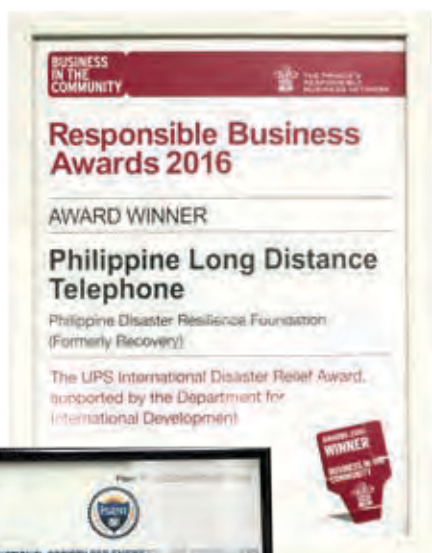 BUSINESS
IN THE
COMMUNITY
THE PRINCE'S
RESPONSIBLE
BUSINESS NETWORK
Responsible Business
Awards 2016
AWARD WINNER
Philippine Long Distance
Telephone
Philippine Disaster Resilience Foundation
(Formerly Recovery)
The UPS International Disaster Relief Award,
supported by the Department for
International Development
WINNER
BUSINESS IN THE
COMMUNITY